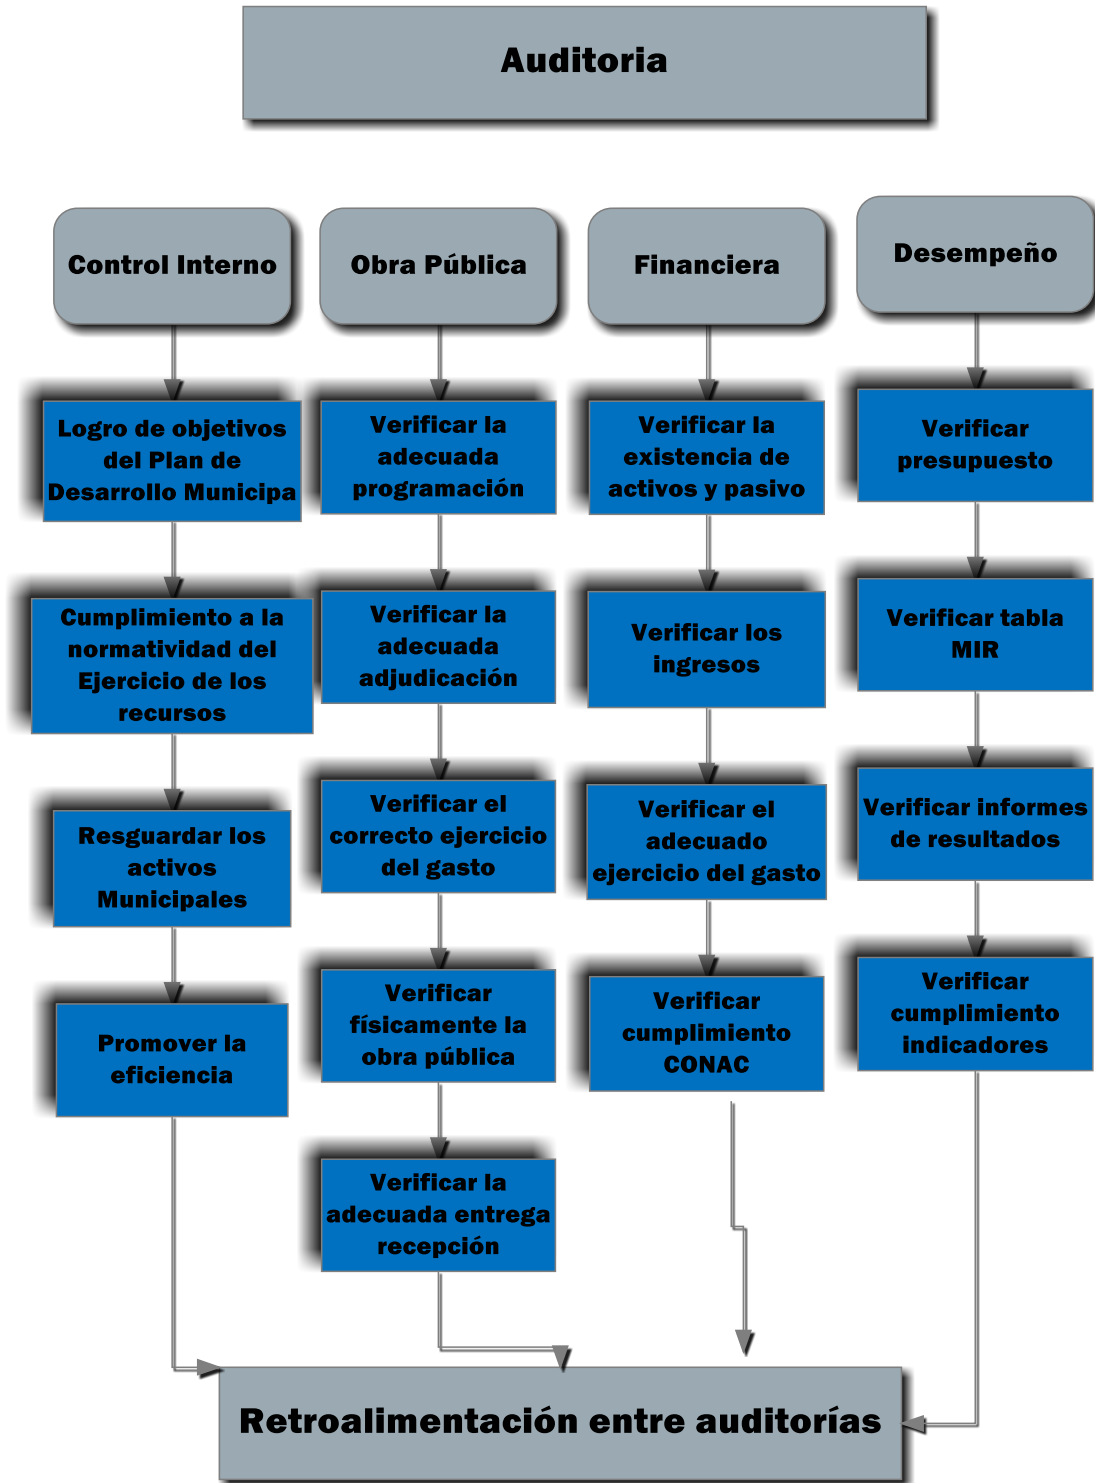 Auditoria
Control Interno
Logro de objetivos
del Plan de
Desarrollo Municipa
Cumplimiento a la
normatividad del
Ejercicio de los
recursos
Resguardar los
activos
Municipales
Promover la
eficiencia
Obra Pública
Verificar la
adecuada
programación
Verificar la
adecuada
adjudicación
Verificar el
correcto ejercicio
del gasto
Verificar
físicamente la
obra pública
Verificar la
adecuada entrega
recepción
Financiera
Verificar la
existencia de
activos y pasivo
Verificar los
ingresos
Verificar el
adecuado
ejercicio del gasto
Verificar
cumplimiento
CONAC
Desempeño
Verificar
presupuesto
Verificar tabla
MIR
Verificar informes
de resultados
Verificar
cumplimiento
indicadores
Retroalimentación entre auditorías